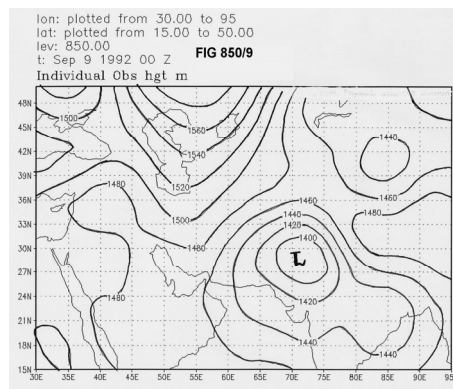 lon: plotted from 30.00 to 95
lat: plotted from 15.00 to 50.00
lev: 850.00
FIG 850/9
t: Sep 9 1992 00 Z
Individual Obs hgt m
48N
1500
1560
1440
45N
42N
1540
39N
1520
1480
1460
1460
36N
1440
1480
33N
1500
1420
1480
1400
30N
L
27N
24N
1480
1420
21N
18N
1440
1440
15N
30E 35E 40E 45E 50E 55E 60E 65E 70E 75E 80E 85E 90E 95